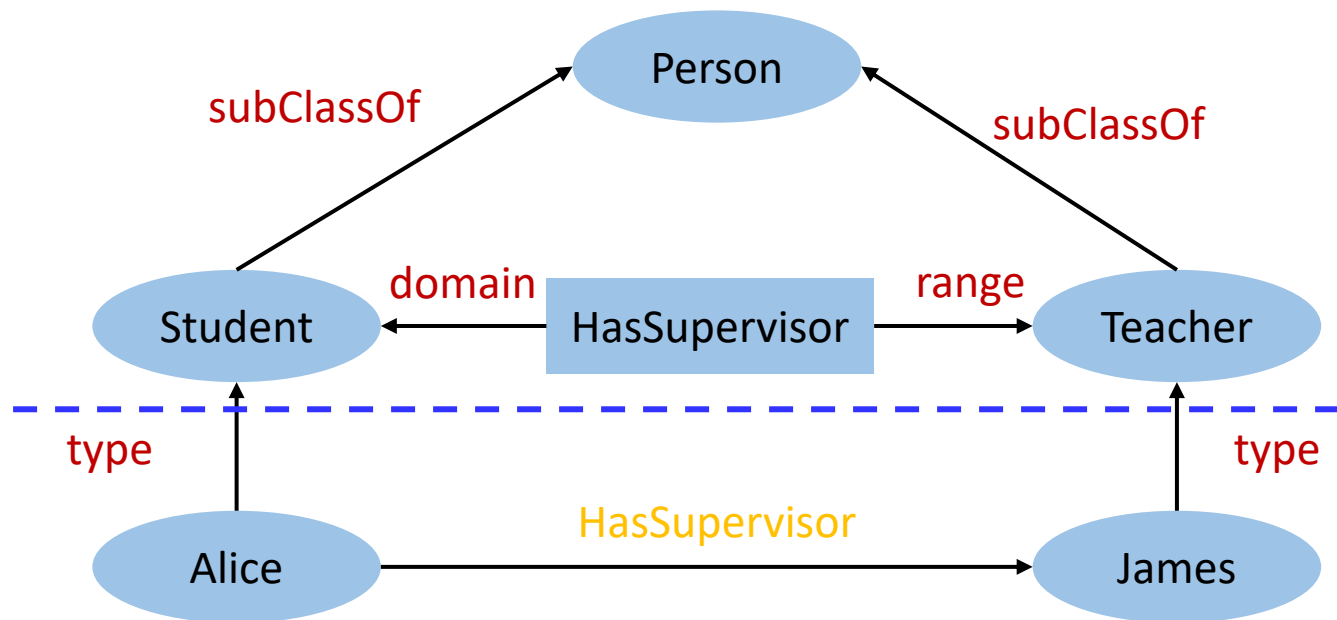 Person
subClassOf
subClassOf
domain
range
Student
HasSupervisor
Teacher
type
type
HasSupervisor
Alice
James